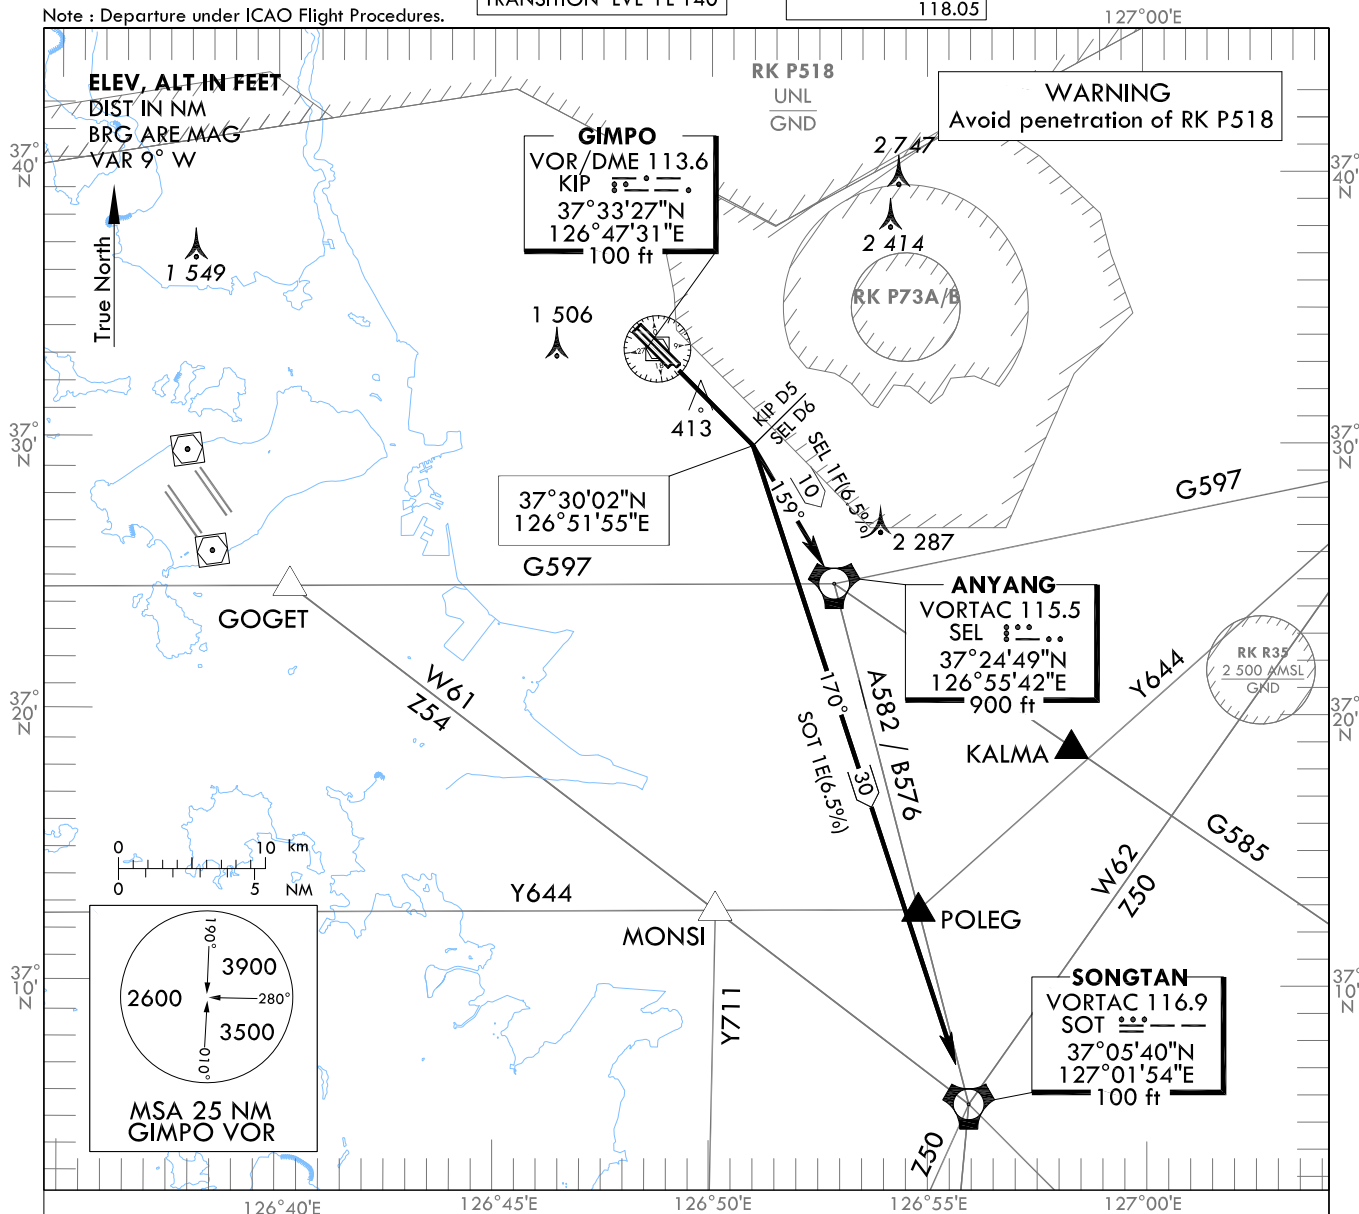 Note : Departure under ICAO Flight Procedures.
118.05
127°00'E
ELEV, ALT IN FEET
DIST IN NM
BRG ARE MAG
VAR 9° W
True North
RK P518
UNL
GND
WARNING
Avoid penetration of RK P518
GIMPO
VOR/DME 113.6
KIP
37°33'27"N
126°47'31"E
100 ft
2 747
2 414
RK P73A/B
1 549
1 506
413
37°
40'
N
37°
40'
N
37°
30'
N
37°
30'
N
KIP D5
SEL D6
SEL 1F(6.5%)
10
159°
37°30'02"N
126°51'55"E
2 287
G597
G597
GOGET
ANYANG
VORTAC 115.5
SEL
37°24'49"N
126°55'42"E
900 ft
RK R35
2 500 AMSL
GND
W61
Z54
170°
SOT 1E(6.5%)
30
A582 / B576
Y644
KALMA
37°
20'
N
37°
20'
N
G585
W62
Z50
0 10 km
0 5 NM
Y644
MONSI
POLEG
190°
3900
2600
280°
3500
010°
MSA 25 NM
GIMPO VOR
Y711
37°
10'
N
37°
10'
N
SONGTAN
VORTAC 116.9
SOT
37°05'40"N
127°01'54"E
100 ft
Z50
126°40'E
126°45'E
126°50'E
126°55'E
127°00'E